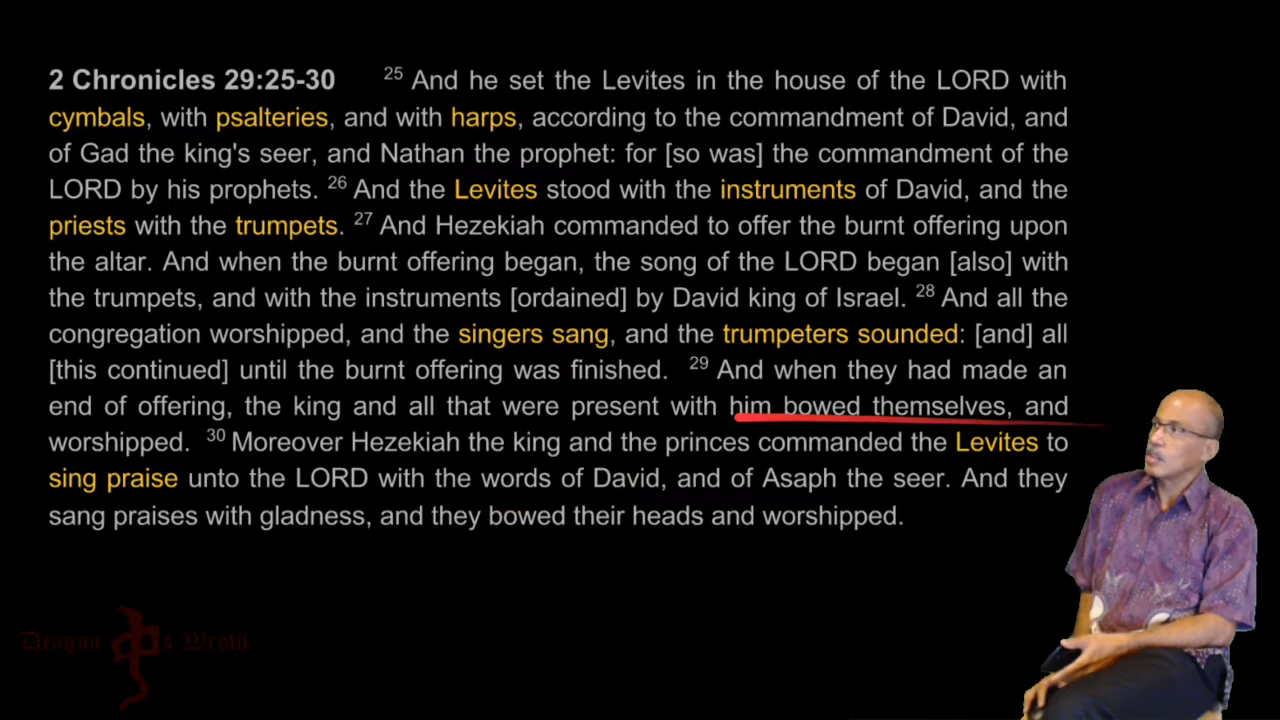 2 Chronicles 29:25-30 25 And he set the Levites in the house of the LORD with
cymbals, with psalteries, and with harps, according to the commandment of David, and
of Gad the king's seer, and Nathan the prophet: for [so was] the commandment of the
LORD by his prophets. 26 And the Levites stood with the instruments of David, and the
priests with the trumpets. 27 And Hezekiah commanded to offer the burnt offering upon
the altar. And when the burnt offering began, the song of the LORD began [also] with
the trumpets, and with the instruments [ordained] by David king of Israel. 28 And all the
congregation worshipped, and the singers sang, and the trumpeters sounded: [and] all
[this continued] until the burnt offering was finished. 29 And when they had made an
end of offering, the king and all that were present with him bowed themselves, and
worshipped. 30 Moreover Hezekiah the king and the princes commanded the Levites to
sing praise unto the LORD with the words of David, and of Asaph the seer. And they
sang praises with gladness, and they bowed their heads and worshipped.
Dragon s Wroth